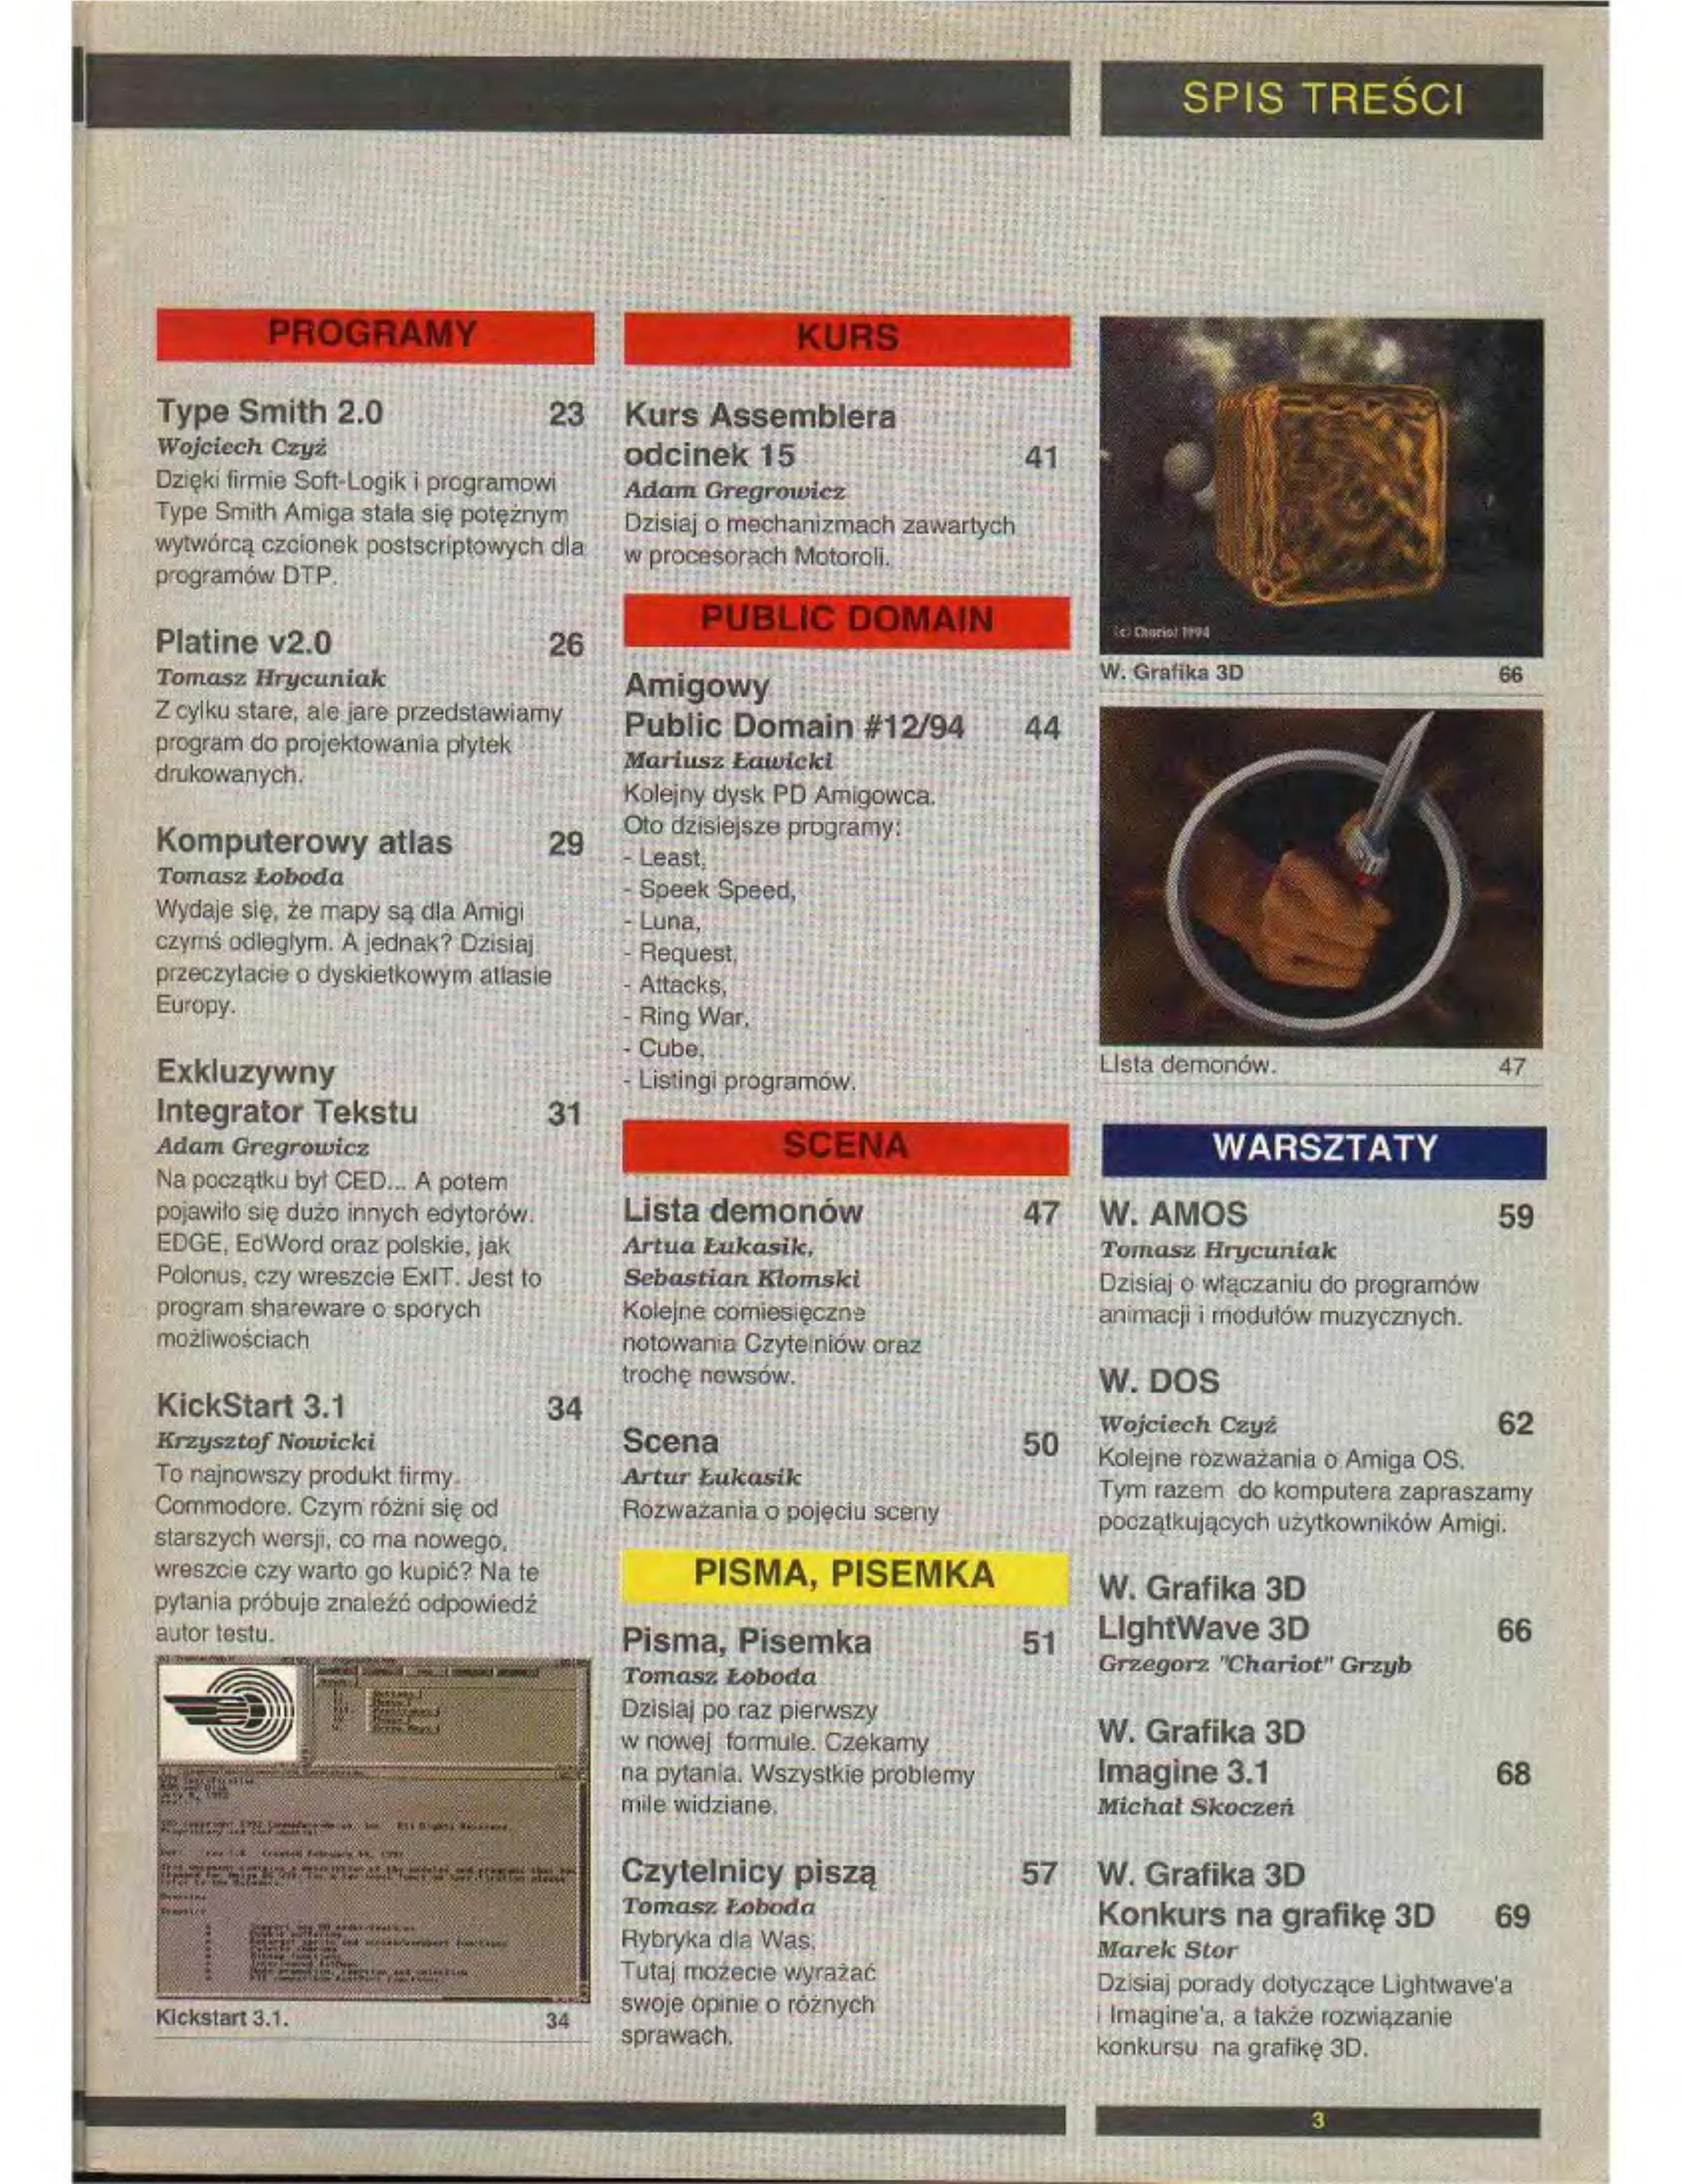 SPIS TREŚCI
PROGRAMY
Type Smith 2.0 23
Wojciech Czyż
Dzięki firmie Soft-Logik i programowi
Type Smith Amiga stała się potężnym
wytwórcą czcionek postscriptowych dla
programów DTP.
Platine v2.0 26
Tomasz Hrycuniak
Z cylku stare, ale jare przedstawiamy
program do projektowania płytek
drukowanych.
Komputerowy atlas 29
Tomasz Łoboda
Wydaje się, że mapy są dla Amigi
czymś odległym. A jednak? Dzisiaj
przeczytacie o dyskietkowym atlasie
Europy.
Exkluzywny
Integrator Tekstu 31
Adam Gregrowicz
Na początku był CED... A potem
pojawiło się dużo innych edytorów.
EDGE, EdWord oraz polskie, jak
Polonus, czy wreszcie ExIT. Jest to
program shareware o sporych
możliwościach
KickStart 3.1 34
Krzysztof Nowicki
To najnowszy produkt firmy
Commodore. Czym różni się od
starszych wersji, co ma nowego,
wreszcie czy warto go kupić? Na te
pytania próbuje znaleźć odpowiedź
autor testu.
Kickstart 3.1. 34
KURS
Kurs Assemblera
odcinek 15 41
Adam Gregrowicz
Dzisiaj o mechanizmach zawartych
w procesorach Motoroli.
PUBLIC DOMAIN
Amigowy
Public Domain #12/94 44
Mariusz Ławicki
Kolejny dysk PD Amigowca.
Oto dzisiejsze programy:
- Least,
- Speek Speed,
- Luna,
- Request,
- Attacks,
- Ring War,
- Cube,
- Listingi programów.
SCENA
Lista demonów 47
Artua Łukasik,
Sebastian Kłomski
Kolejne comiesięczne
notowania Czytelniów oraz
trochę newsów.
Scena 50
Artur Łukasik
Rozważania o pojęciu sceny
PISMA, PISEMKA
Pisma, Pisemka 51
Tomasz Łoboda
Dzisiaj po raz pierwszy
w nowej formule. Czekamy
na pytania. Wszystkie problemy
mile widziane.
Czytelnicy piszą 57
Tomasz Łoboda
Rybryka dla Was.
Tutaj możecie wyrażać
swoje opinie o różnych
sprawach.
(c) Chariot 1994
W. Grafika 3D 66
Lista demonów. 47
WARSZTATY
W. AMOS 59
Tomasz Hrycuniak
Dzisiaj o włączaniu do programów
animacji i modułów muzycznych.
W. DOS
Wojciech Czyź 62
Kolejne rozważania o Amiga OS.
Tym razem do komputera zapraszamy
początkujących użytkowników Amigi.
W. Grafika 3D
LightWave 3D 66
Grzegorz "Chariot" Grzyb
W. Grafika 3D
Imagine 3.1 68
Michał Skoczeń
W. Grafika 3D
Konkurs na grafikę 3D 69
Marek Stor
Dzisiaj porady dotyczące Lightwave'a
i Imagine'a, a także rozwiązanie
konkursu na grafikę 3D.
3